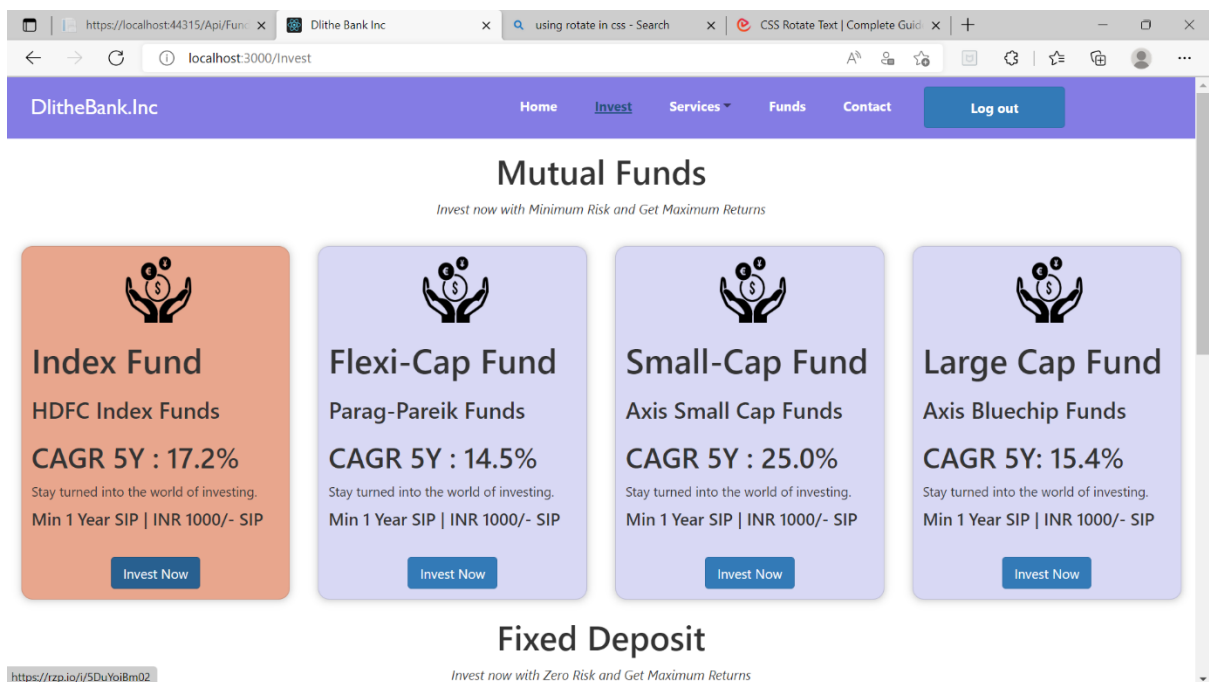 https://localhost:44315/Api/Func
Dlithe Bank Inc
using rotate in css - Search
CSS Rotate Text | Complete Guid
localhost:3000/Invest
DlitheBank.Inc
Home
Invest
Services
Funds
Contact
Log out
Mutual Funds
Invest now with Minimum Risk and Get Maximum Returns
Index Fund
HDFC Index Funds
CAGR 5Y : 17.2%
Stay turned into the world of investing.
Min 1 Year SIP | INR 1000/- SIP
Invest Now
Flexi-Cap Fund
Parag-Pareik Funds
CAGR 5Y : 14.5%
Stay turned into the world of investing.
Min 1 Year SIP | INR 1000/- SIP
Invest Now
Small-Cap Fund
Axis Small Cap Funds
CAGR 5Y : 25.0%
Stay turned into the world of investing.
Min 1 Year SIP | INR 1000/- SIP
Invest Now
Large Cap Fund
Axis Bluechip Funds
CAGR 5Y: 15.4%
Stay turned into the world of investing.
Min 1 Year SIP | INR 1000/- SIP
Invest Now
Fixed Deposit
Invest now with Zero Risk and Get Maximum Returns
https://rzp.io/i/5DuYoiBm02